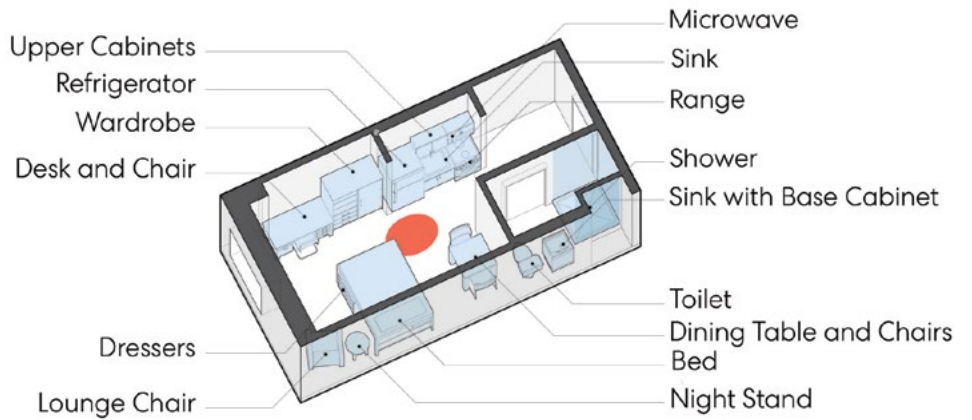 Upper Cabinets
Refrigerator
Wardrobe
Desk and Chair
Dressers
Lounge Chair
Microwave
Sink
Range
Shower
Sink with Base Cabinet
Toilet
Dining Table and Chairs
Bed
Night Stand